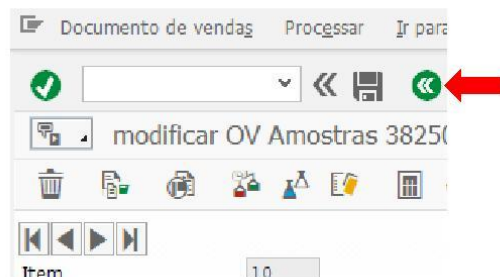 Documento de vendas Processar Ir para
modificar OV Amostras 3825
Item 10